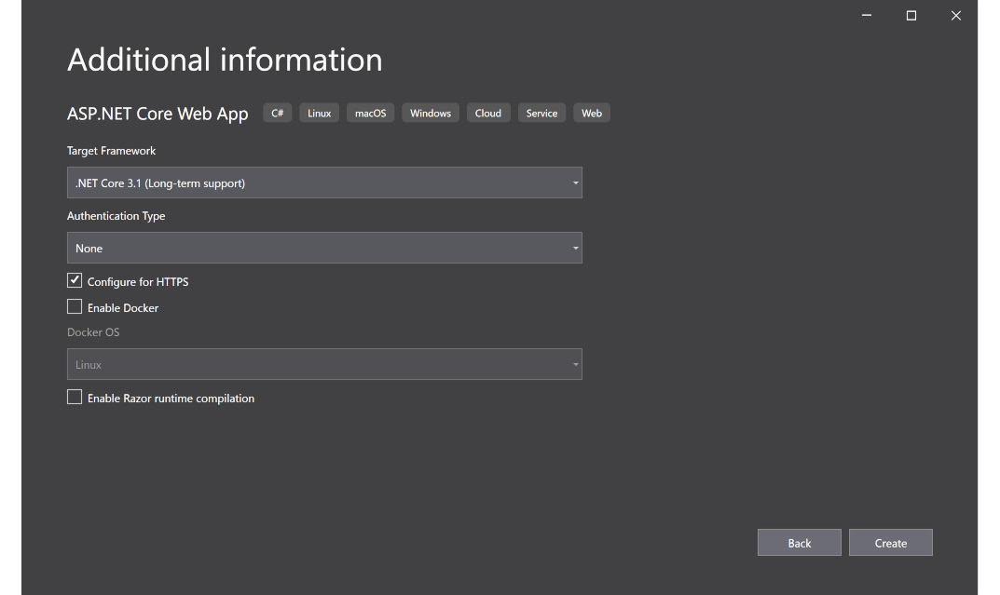 Additional information
ASP.NET Core Web App C# Linux macOS Windows Cloud Service Web
Target Framework
.NET Core 3.1 (Long-term support)
Authentication Type
None
Configure for HTTPS
Enable Docker
Docker OS
Linux
Enable Razor runtime compilation
Back Create